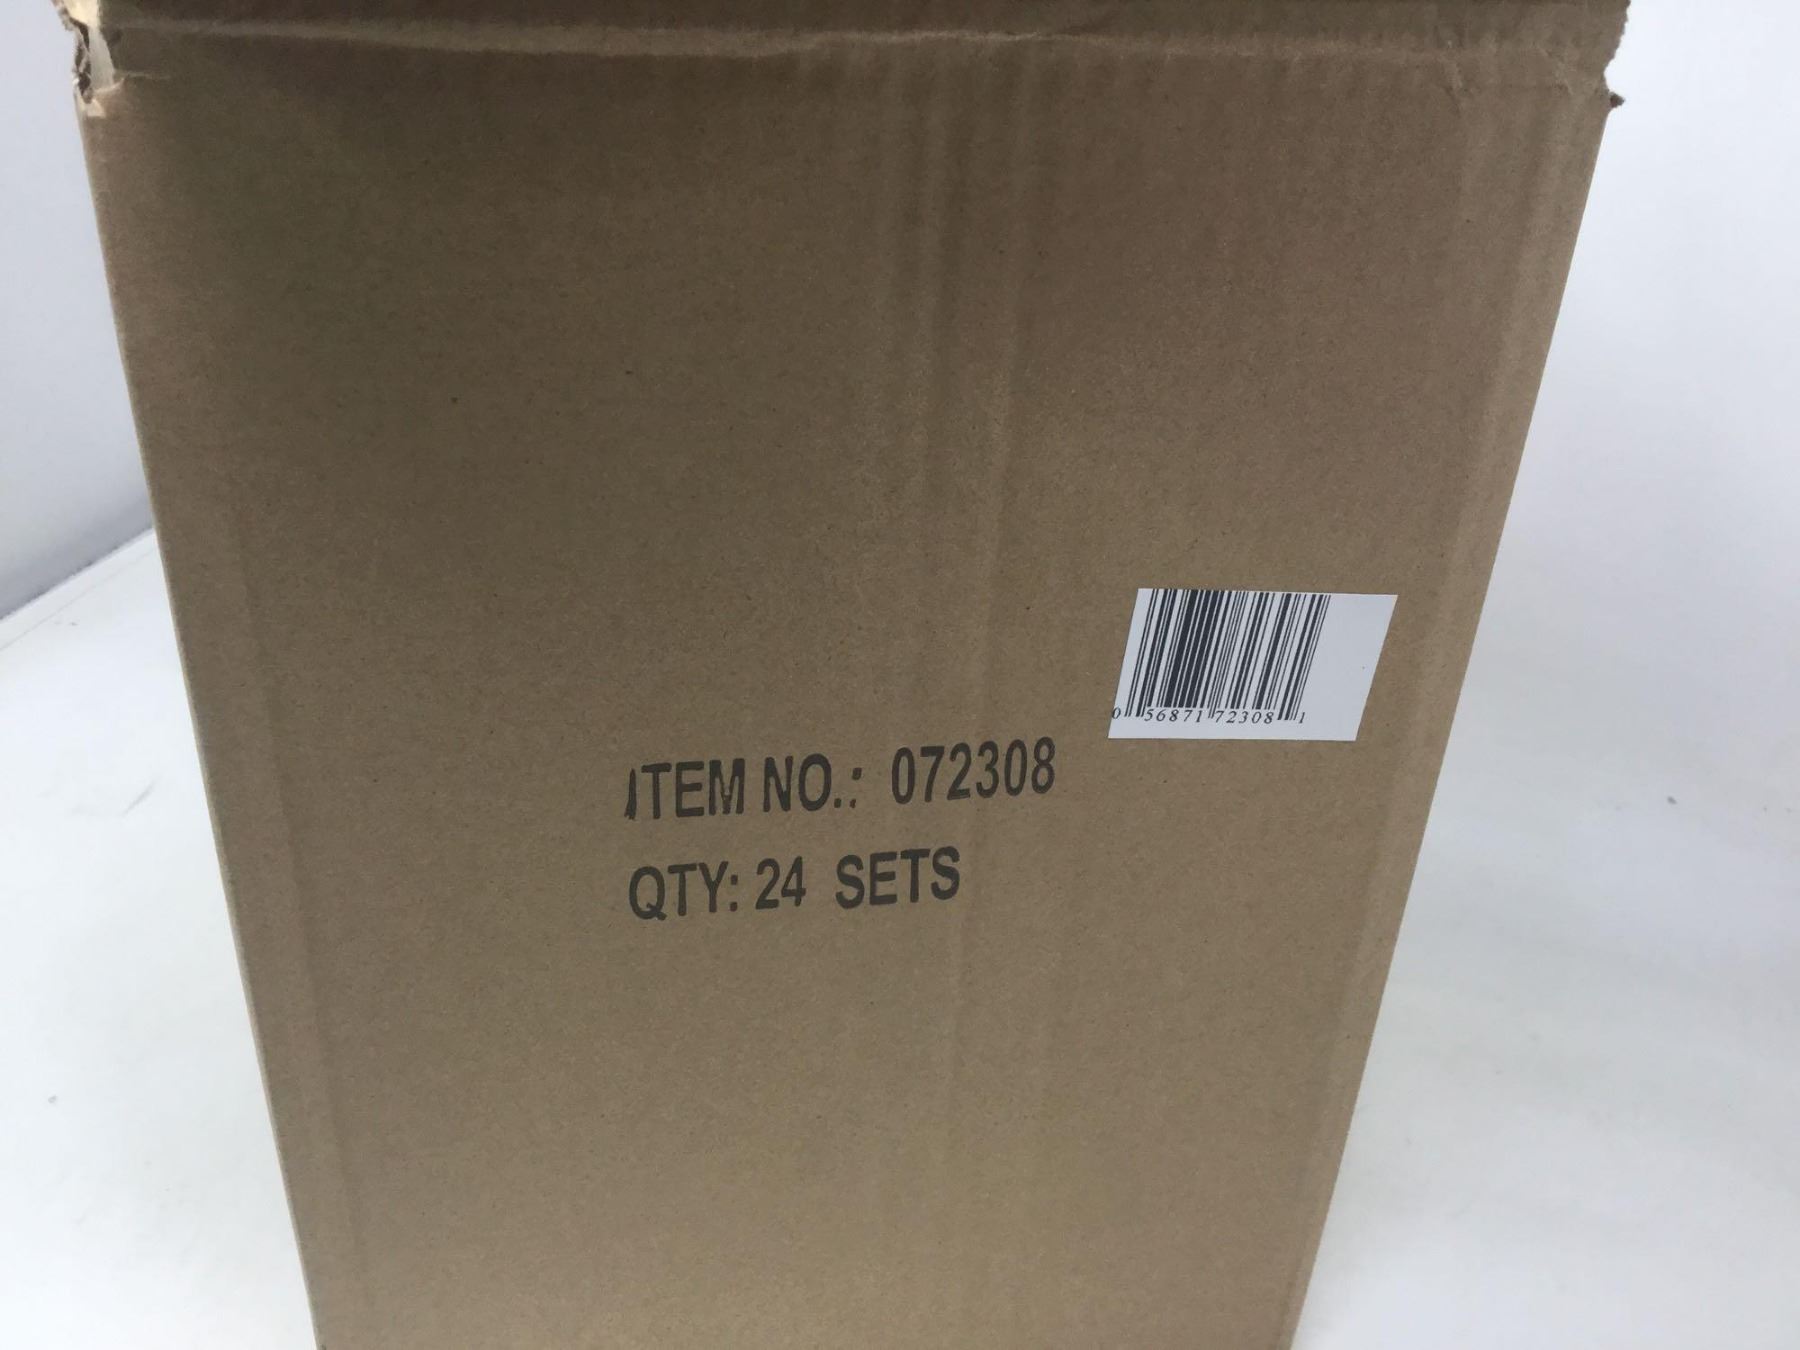 0 56871 72308 1
ITEM NO.: 072308
QTY: 24 SETS